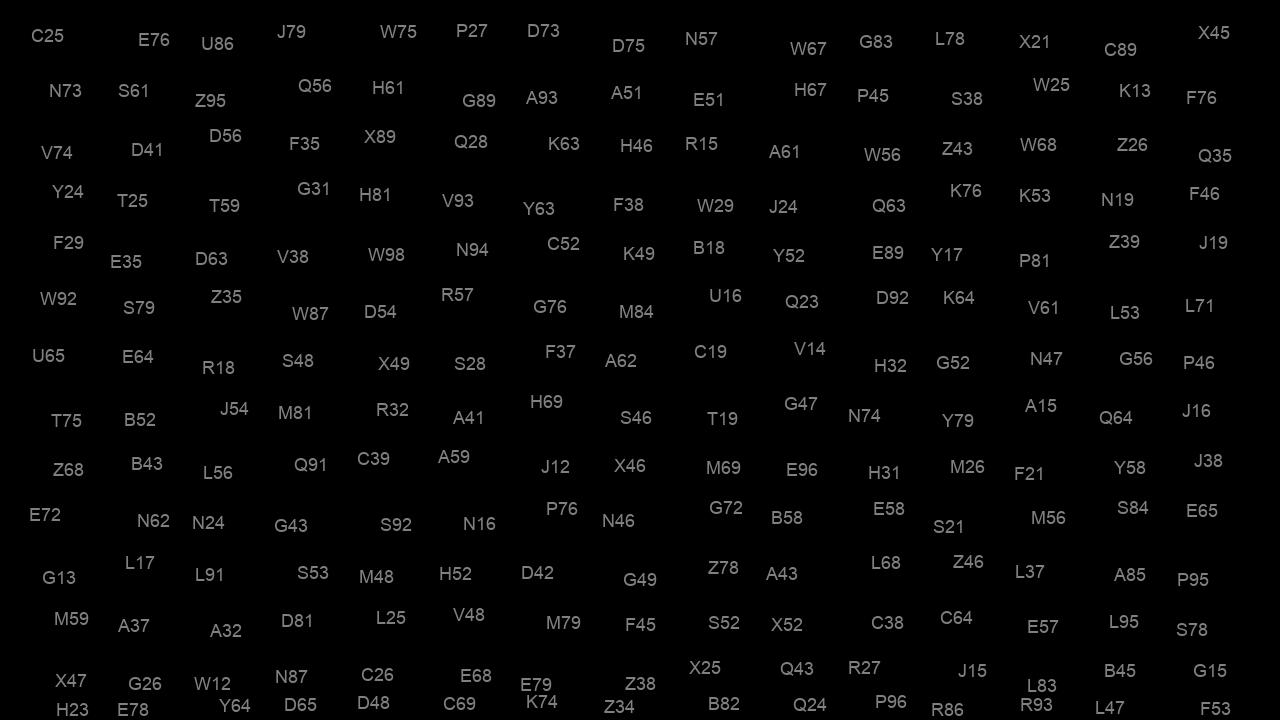 C25 E76 U86 J79 W75 P27 D73 D75 N57 W67 G83 L78 X21 C89 X45
N73 S61 Z95 Q56 H61 G89 A93 A51 E51 H67 P45 S38 W25 K13 F76
V74 D41 D56 F35 X89 Q28 K63 H46 R15 A61 W56 Z43 W68 Z26 Q35
Y24 T25 T59 G31 H81 V93 Y63 F38 W29 J24 Q63 K76 K53 N19 F46
F29 E35 D63 V38 W98 N94 C52 K49 B18 Y52 E89 Y17 P81 Z39 J19
W92 S79 Z35 W87 D54 R57 G76 M84 U16 Q23 D92 K64 V61 L53 L71
U65 E64 R18 S48 X49 S28 F37 A62 C19 V14 H32 G52 N47 G56 P46
T75 B52 J54 M81 R32 A41 H69 S46 T19 G47 N74 Y79 A15 Q64 J16
Z68 B43 L56 Q91 C39 A59 J12 X46 M69 E96 H31 M26 F21 Y58 J38
E72 N62 N24 G43 S92 N16 P76 N46 G72 B58 E58 S21 M56 S84 E65
G13 L17 L91 S53 M48 H52 D42 G49 Z78 A43 L68 Z46 L37 A85 P95
M59 A37 A32 D81 L25 V48 M79 F45 S52 X52 C38 C64 E57 L95 S78
X47 G26 W12 N87 C26 E68 E79 Z38 X25 Q43 R27 J15 L83 B45 G15
H23 E78 Y64 D65 D48 C69 K74 Z34 B82 Q24 P96 R86 R93 L47 F53